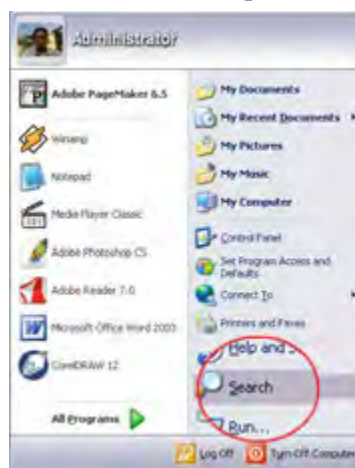 Administrator
Adobe PageMaker 6.5
Winamp
Notepad
Media Player Classic
Adobe Photoshop CS
Adobe Reader 7.0
Microsoft Office Word 2003
CorelDRAW 12
All Programs
My Documents
My Recent Documents
My Pictures
My Music
My Computer
Control Panel
Set Program Access and
Defaults
Connect To
Printers and Faxes
Help and S
Search
Run...
Log Off
Turn Off Computer